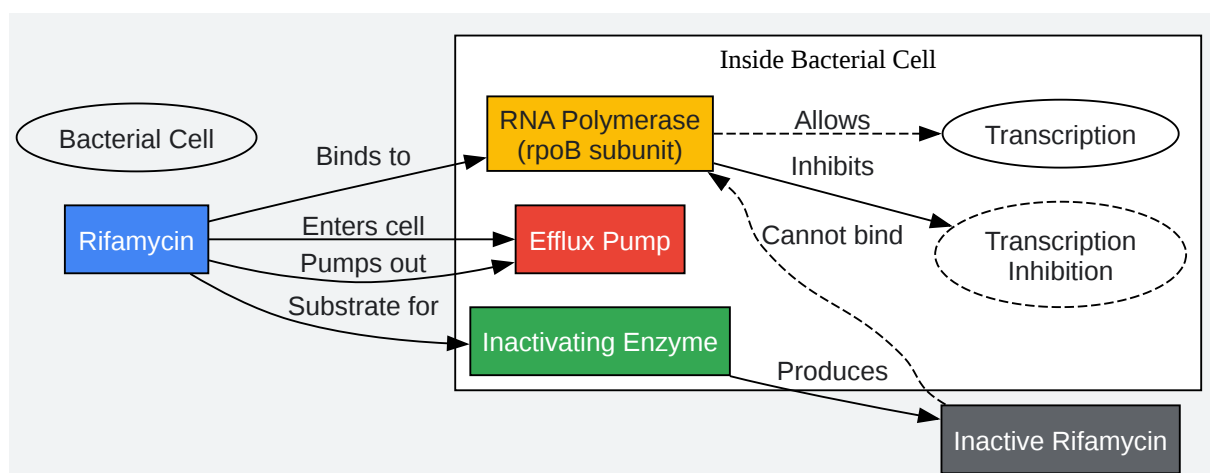 Inside Bacterial Cell
Bacterial Cell
Binds to
RNA Polymerase
(rpoB subunit)
Allows
Transcription
Inhibits
Rifamycin
Enters cell
Efflux Pump
Cannot bind
Transcription
Inhibition
Pumps out
Substrate for
Inactivating Enzyme
Produces
Inactive Rifamycin